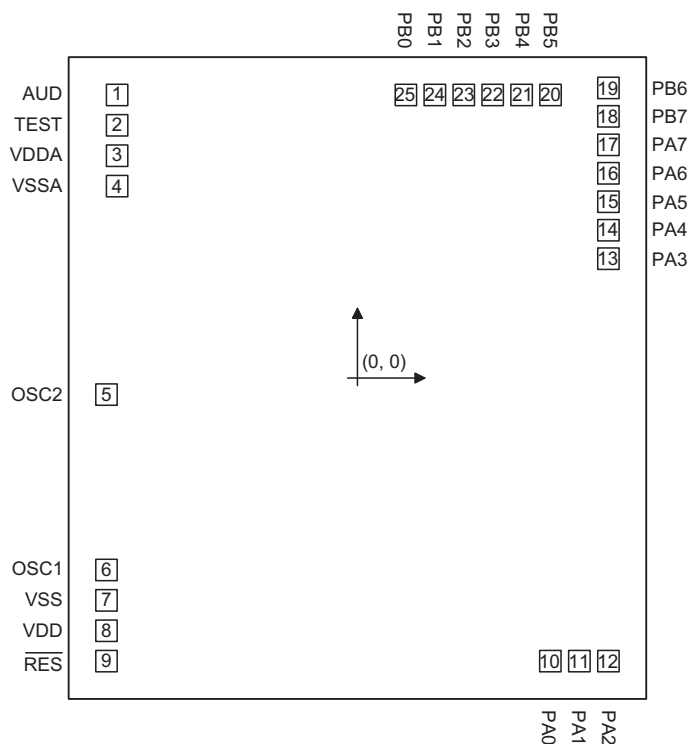 PB0 PB1 PB2 PB3 PB4 PB5
AUD 1
TEST 2
VDDA 3
VSSA 4
25 24 23 22 21 20
19 PB6
18 PB7
17 PA7
16 PA6
15 PA5
14 PA4
13 PA3
(0, 0)
OSC2 5
OSC1 6
VSS 7
VDD 8
RES 9
10 11 12
PA0 PA1 PA2